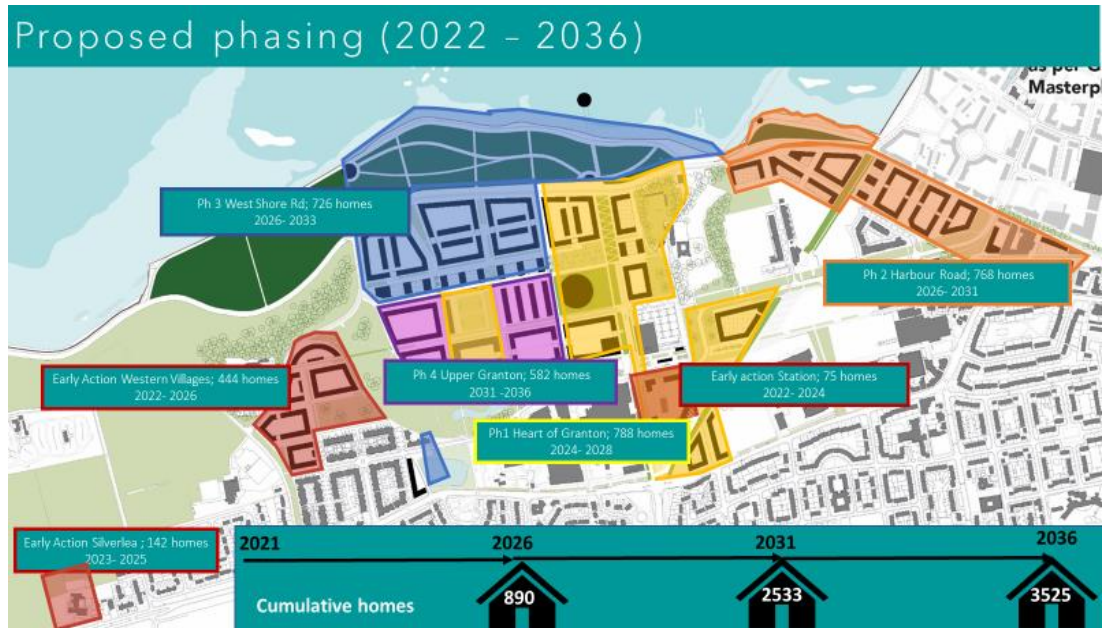 Proposed phasing (2022 – 2036)
Masterpl
Ph 3 West Shore Rd; 726 homes
2026- 2033
Ph 2 Harbour Road; 768 homes
2026- 2031
Early Action Western Villages; 444 homes
2022- 2026
Ph 4 Upper Granton; 582 homes
2031 -2036
Early action Station; 75 homes
2022- 2024
Ph1 Heart of Granton; 788 homes
2024- 2028
Early Action Silverlea ; 142 homes
2023- 2025
2021
2026
2031
2036
Cumulative homes
890
2533
3525